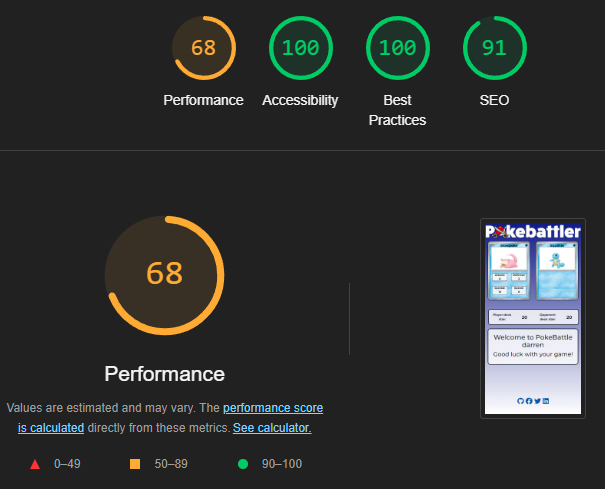 68
100
100
91
Performance
Accessibility
Best
Practices
SEO
68
Performance
Values are estimated and may vary. The performance score
is calculated directly from these metrics. See calculator.
0–49
50–89
90–100
Pokebattler
20
20
Welcome to PokeBattle
darren
Good luck with your game!